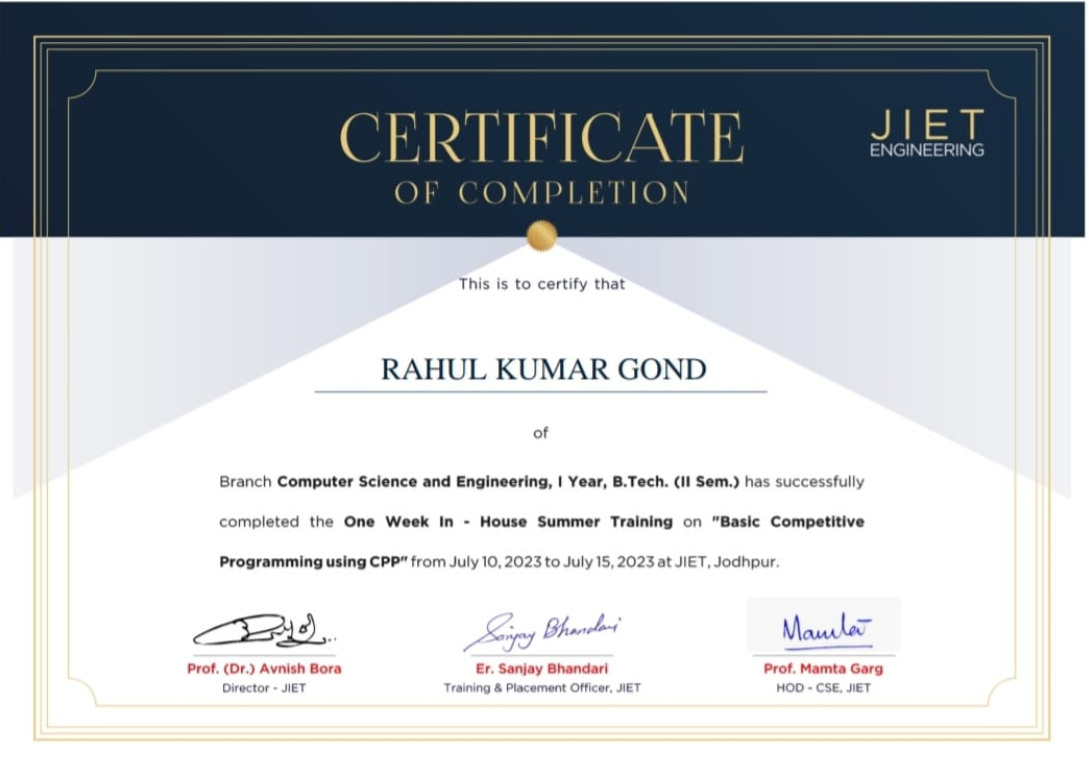 CERTIFICATE
OF COMPLETION
JIET
ENGINEERING
This is to certify that
RAHUL KUMAR GOND
of
Branch Computer Science and Engineering, I Year, B.Tech. (II Sem.) has successfully
completed the One Week In - House Summer Training on "Basic Competitive
Programming using CPP" from July 10, 2023 to July 15, 2023 at JIET, Jodhpur.
Sanjay Bhandari
Prof. (Dr.) Avnish Bora
Director - JIET
Er. Sanjay Bhandari
Training & Placement Officer, JIET
Prof. Mamta Garg
HOD - CSE, JIET